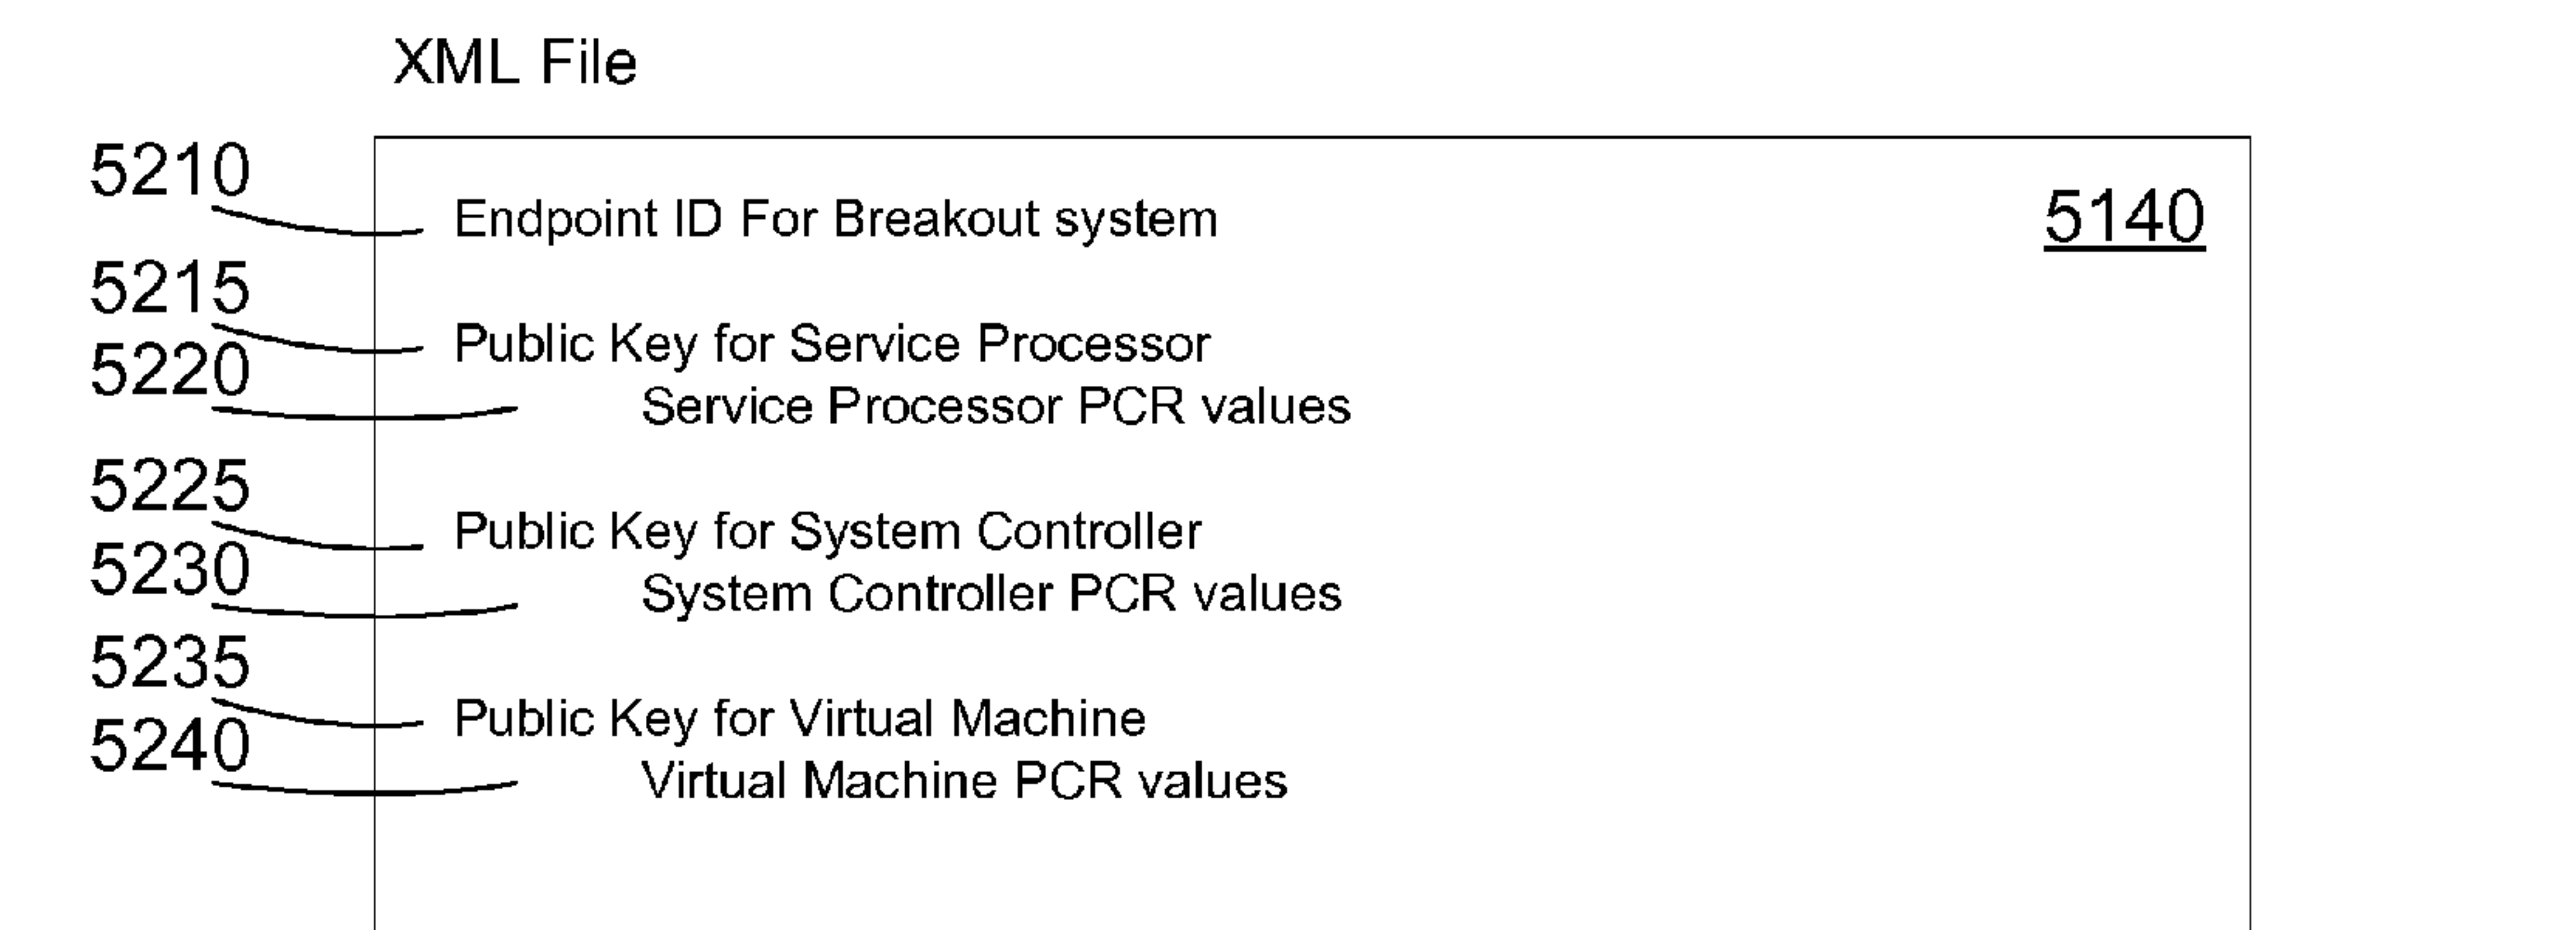 XML File
5210
Endpoint ID For Breakout system
5140
5215
Public Key for Service Processor
5220
Service Processor PCR values
5225
Public Key for System Controller
5230
System Controller PCR values
5235
Public Key for Virtual Machine
5240
Virtual Machine PCR values